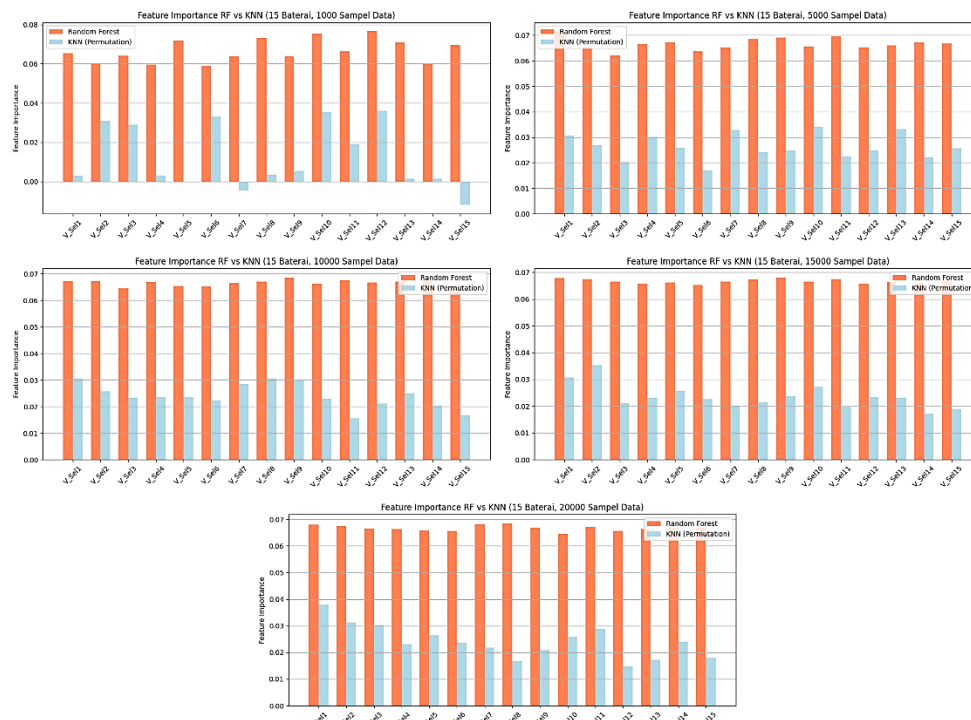 Feature Importance RF vs KNN (15 Baterai, 1000 Sampel Data)
Random Forest
KNN (Permutation)
Feature Importance
0.08
0.06
0.04
0.02
0.00
V_Sel1 V_Sel2 V_Sel3 V_Sel4 V_Sel5 V_Sel6 V_Sel7 V_Sel8 V_Sel9 V_Sel10 V_Sel11 V_Sel12 V_Sel13 V_Sel14 V_Sel15
Feature Importance RF vs KNN (15 Baterai, 5000 Sampel Data)
Random Forest
KNN (Permutation)
Feature Importance
0.07
0.06
0.05
0.04
0.03
0.02
0.01
0.00
V_Sel1 V_Sel2 V_Sel3 V_Sel4 V_Sel5 V_Sel6 V_Sel7 V_Sel8 V_Sel9 V_Sel10 V_Sel11 V_Sel12 V_Sel13 V_Sel14 V_Sel15
Feature Importance RF vs KNN (15 Baterai, 10000 Sampel Data)
Random Forest
KNN (Permutation)
Feature Importance
0.07
0.06
0.05
0.04
0.03
0.02
0.01
0.00
V_Sel1 V_Sel2 V_Sel3 V_Sel4 V_Sel5 V_Sel6 V_Sel7 V_Sel8 V_Sel9 V_Sel10 V_Sel11 V_Sel12 V_Sel13 V_Sel14 V_Sel15
Feature Importance RF vs KNN (15 Baterai, 15000 Sampel Data)
Random Forest
KNN (Permutation)
Feature Importance
0.07
0.06
0.05
0.04
0.03
0.02
0.01
0.00
V_Sel1 V_Sel2 V_Sel3 V_Sel4 V_Sel5 V_Sel6 V_Sel7 V_Sel8 V_Sel9 V_Sel10 V_Sel11 V_Sel12 V_Sel13 V_Sel14 V_Sel15
Feature Importance RF vs KNN (15 Baterai, 20000 Sampel Data)
Random Forest
KNN (Permutation)
Feature Importance
0.07
0.06
0.05
0.04
0.03
0.02
0.01
0.00